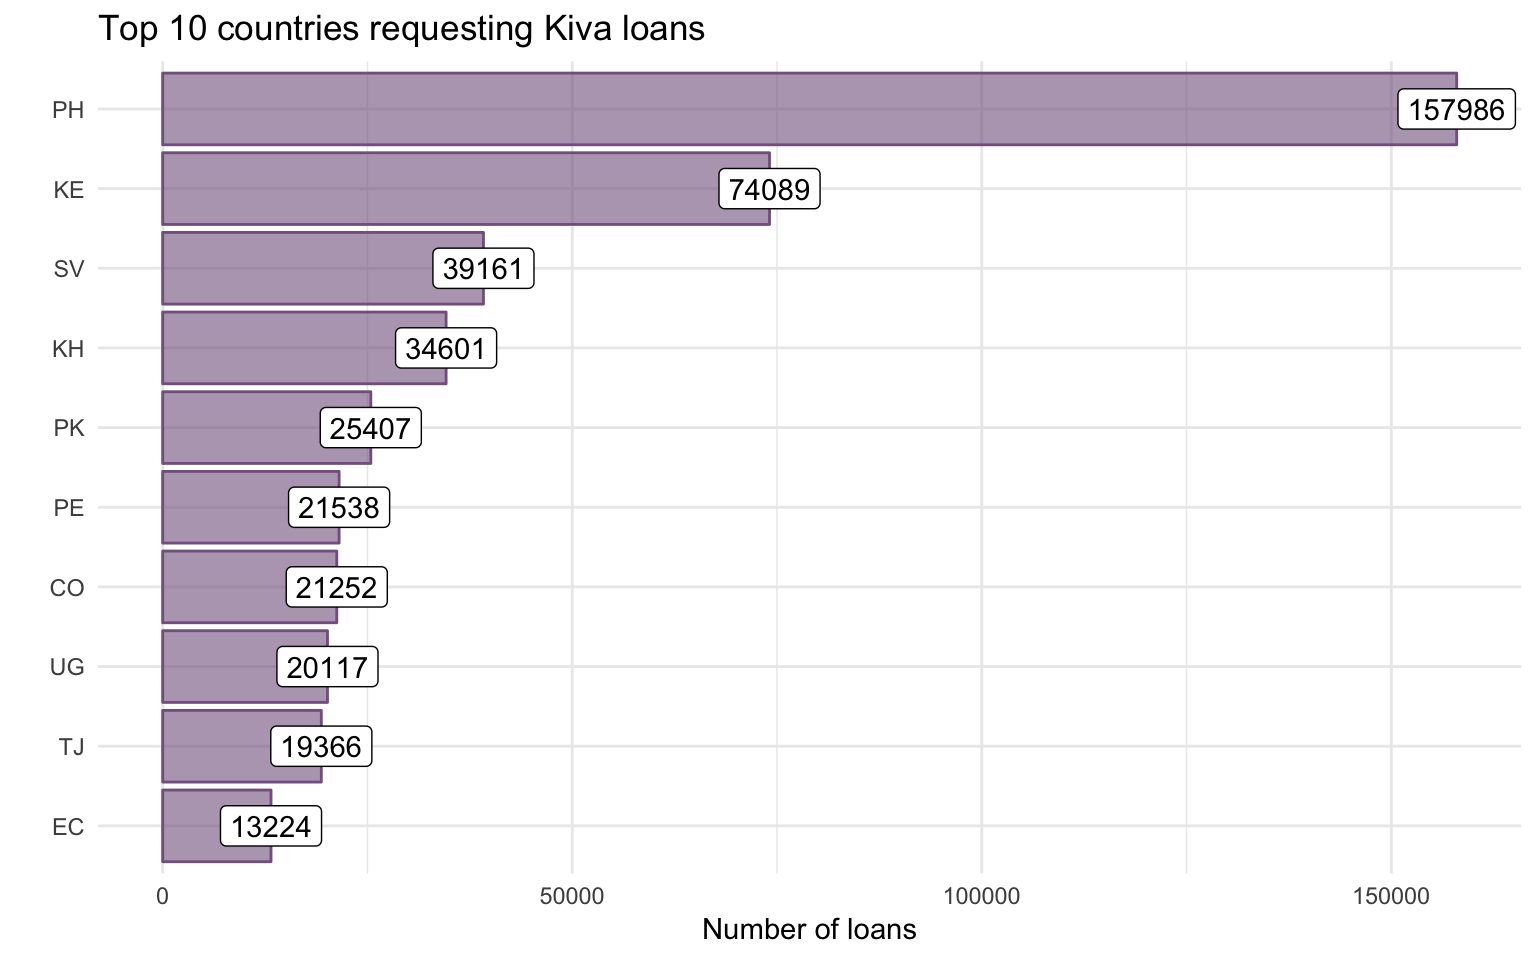 Top 10 countries requesting Kiva loans
PH 157986
KE 74089
SV 39161
KH 34601
PK 25407
PE 21538
CO 21252
UG 20117
TJ 19366
EC 13224
0 50000 100000 150000
Number of loans